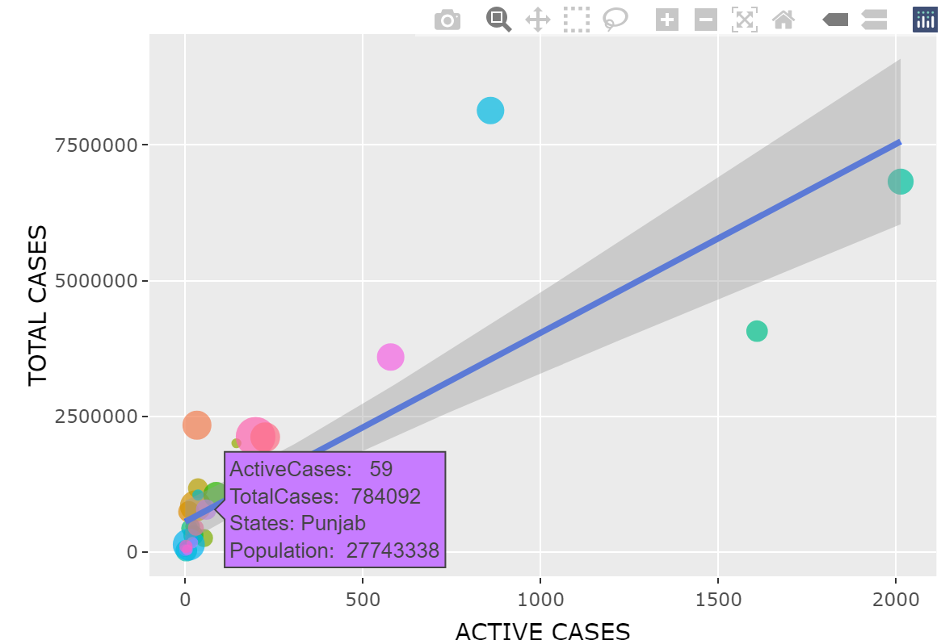 7500000
5000000
2500000
0
TOTAL CASES
ActiveCases: 59
TotalCases: 784092
States: Punjab
Population: 27743338
0 500 1000 1500 2000
ACTIVE CASES